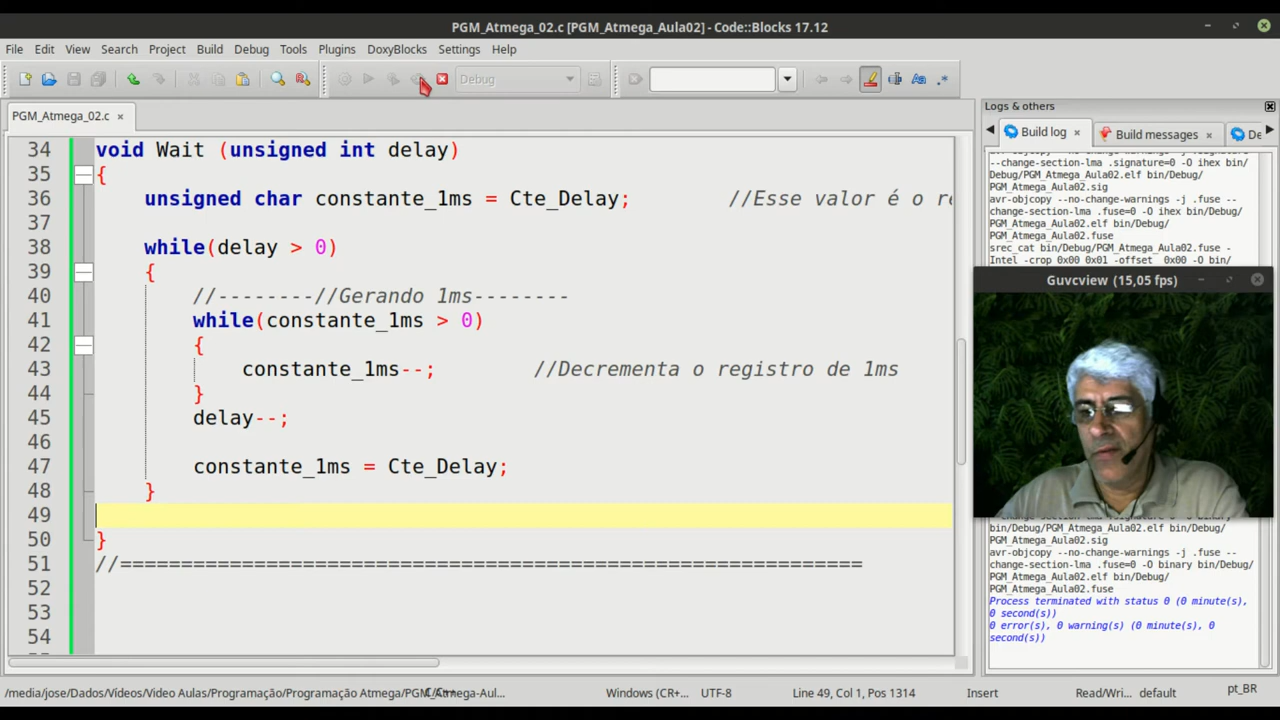 PGM_Atmega_02.c [PGM_Atmega_Aula02] - Code::Blocks 17.12
File Edit View Search Project Build Debug Tools Plugins DoxyBlocks Settings Help
Debug
PGM_Atmega_02.c
34 void Wait (unsigned int delay)
35 {
36 unsigned char constante_1ms = Cte_Delay; //Esse valor é o re
37
38 while(delay > 0)
39 {
40 //--------//Gerando 1ms--------
41 while(constante_1ms > 0)
42 {
43 constante_1ms--; //Decrementa o registro de 1ms
44 }
45 delay--;
46
47 constante_1ms = Cte_Delay;
48 }
49
50 }
51 //=============================================================
52
53
54
Logs & others
Build log Build messages De
--change-section-lma .signature=0 -O ihex bin/
Debug/PGM_Atmega_Aula02.elf bin/Debug/
PGM_Atmega_Aula02.sig
avr-objcopy --no-change-warnings -j .fuse --
change-section-lma .fuse=0 -O ihex bin/Debug/
PGM_Atmega_Aula02.elf bin/Debug/
PGM_Atmega_Aula02.fuse
srec_cat bin/Debug/PGM_Atmega_Aula02.fuse -
Intel -crop 0x00 0x01 -offset 0x00 -O bin/
Guvcview (15,05 fps)
bin/Debug/PGM_Atmega_Aula02.elf bin/Debug/
PGM_Atmega_Aula02.sig
avr-objcopy --no-change-warnings -j .fuse --
change-section-lma .fuse=0 -O binary bin/Debug/
PGM_Atmega_Aula02.elf bin/Debug/
PGM_Atmega_Aula02.fuse
Process terminated with status 0 (0 minute(s),
0 second(s))
0 error(s), 0 warning(s) (0 minute(s), 0
second(s))
/media/jose/Dados/Vídeos/Video Aulas/Programação/Programação Atmega/PGM_Atmega-Aul... Windows (CR+... UTF-8 Line 49, Col 1, Pos 1314 Insert Read/Wri... default pt_BR